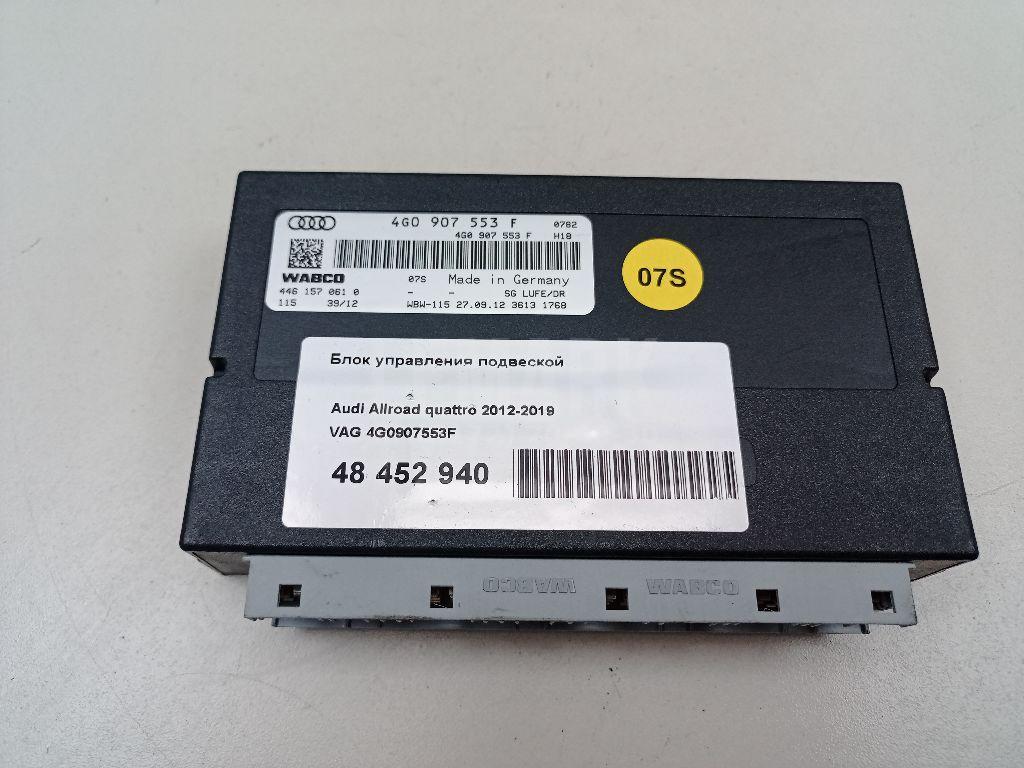 4G0 907 553 F 0782
4G0 907 553 F H18
WABCO 07S Made in Germany
446 157 061 0 - - SG LUFE/DR
115 39/12 WBW-115 27.09.12 3613 1768
07S
Блок управления подвеской
Audi Allroad quattro 2012-2019
VAG 4G0907553F
48 452 940
WABCO WABCO